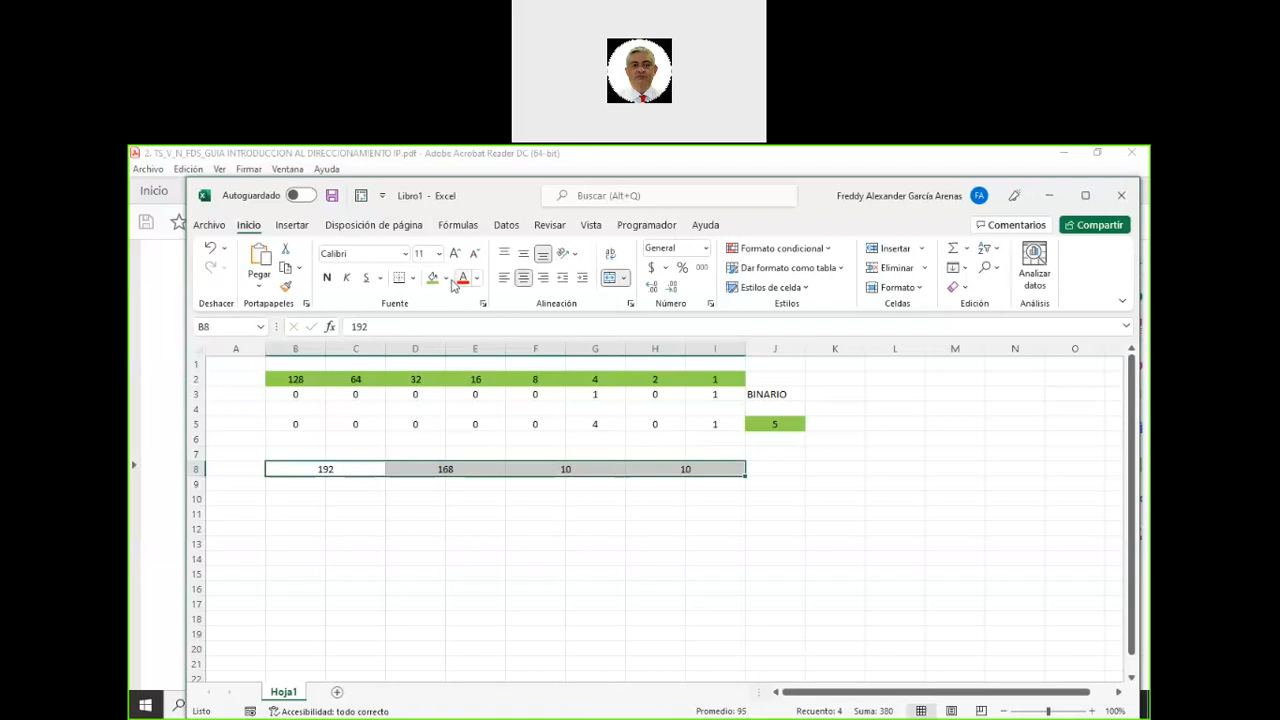 2. TS_V_N_FDS_GUIA INTRODUCCION AL DIRECCIONAMIENTO IP.pdf - Adobe Acrobat Reader DC (64-bit)
Archivo Edición Ver Firmar Ventana Ayuda
Inicio
Autoguardado Libro1 - Excel Buscar (Alt+Q) Freddy Alexander García Arenas FA
Archivo Inicio Insertar Disposición de página Fórmulas Datos Revisar Vista Programador Ayuda Comentarios Compartir
Pegar Calibri 11 General Formato condicional Insertar Analizar datos
N K S A $ % 000 Dar formato como tabla Eliminar
Estilos de celda Formato
Deshacer Portapapeles Fuente Alineación Número Estilos Celdas Edición Análisis
B8 fx 192
A B C D E F G H I J K L M N O
1
2 128 64 32 16 8 4 2 1
3 0 0 0 0 0 1 0 1 BINARIO
4
5 0 0 0 0 0 4 0 1 5
6
7
8 192 168 10 10
9
10
11
12
13
14
15
16
17
18
19
20
21
22
Hoja1
Listo Accesibilidad: todo correcto Promedio: 95 Recuento: 4 Suma: 380 100%